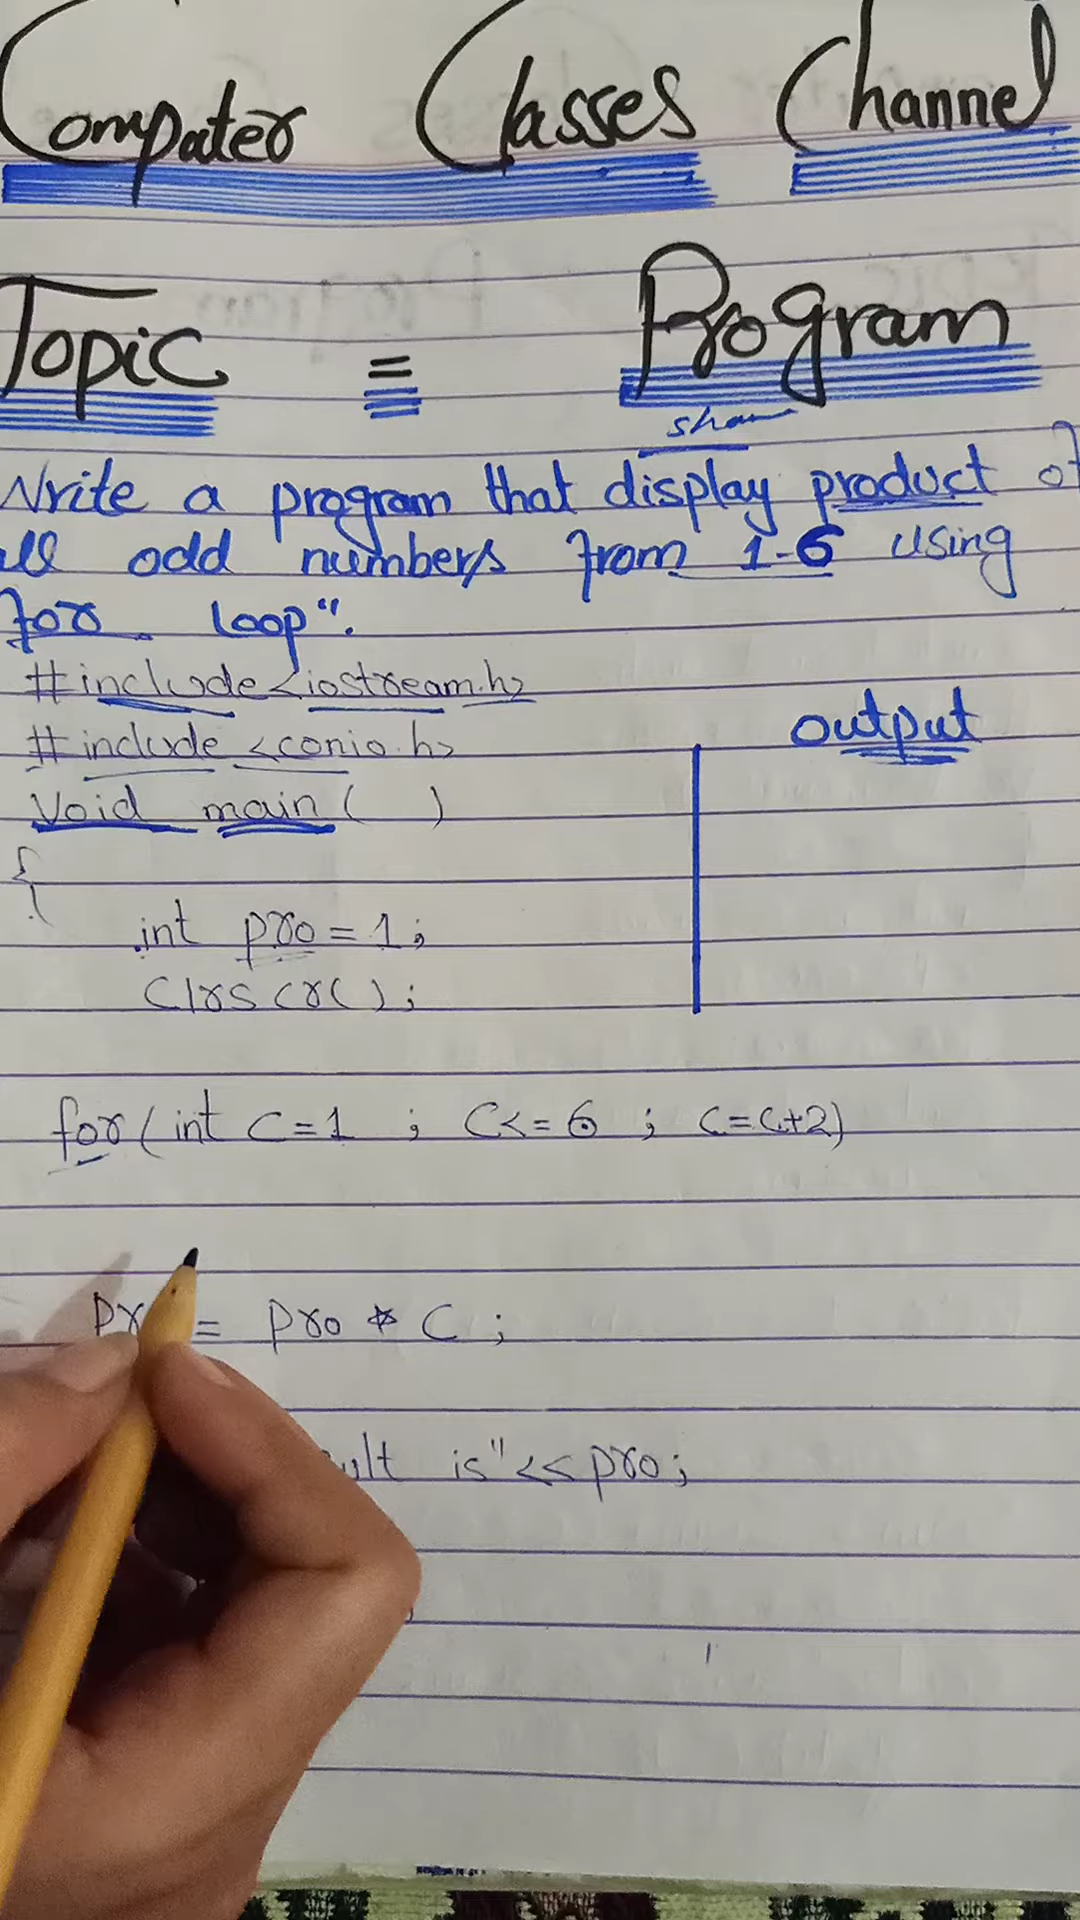 Computer Classes Channel
Topic = Program
show
Write a program that display product of
all odd numbers from 1-6 using
for loop".
#include<iostream.h>
#include <conio.h>
output
Void main( )
{
int pro = 1;
Clrscr();
for(int C=1 ; C<=6 ; C=C+2)
= pro * C ;
is"<<pro;